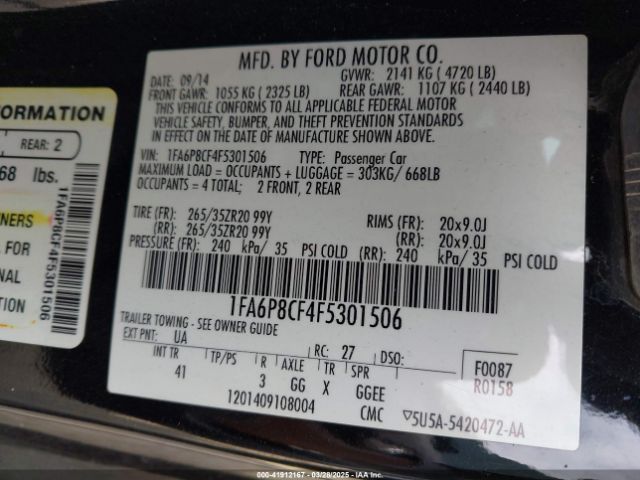 MFD. BY FORD MOTOR CO.
DATE: 09/14 GVWR: 2141 KG ( 4720 LB)
FRONT GAWR: 1055 KG ( 2325 LB) REAR GAWR: 1107 KG ( 2440 LB)
THIS VEHICLE CONFORMS TO ALL APPLICABLE FEDERAL MOTOR
VEHICLE SAFETY, BUMPER, AND THEFT PREVENTION STANDARDS
IN EFFECT ON THE DATE OF MANUFACTURE SHOWN ABOVE.
VIN: 1FA6P8CF4F5301506 TYPE: Passenger Car
MAXIMUM LOAD = OCCUPANTS + LUGGAGE = 303KG/ 668LB
OCCUPANTS = 4 TOTAL; 2 FRONT, 2 REAR
TIRE (FR): 265/35ZR20 99Y RIMS (FR): 20x9.0J
(RR): 265/35ZR20 99Y (RR): 20x9.0J
PRESSURE (FR): 240 kPa/ 35 PSI COLD (RR): 240 kPa/ 35 PSI COLD
1FA6P8CF4F5301506
TRAILER TOWING - SEE OWNER GUIDE
EXT PNT: UA RC: 27 DSO:
INT TR TP/PS R AXLE TR SPR
41 3 GG X GGEE
F0087
R0158
1201409108004 CMC 5U5A-5420472-AA
FORMATION
REAR: 2
68 lbs.
NERS
FOR
NAL
N
1FA6P8CF4F5301506
000-41912167 | 03/28/2025 - IAAI.COM